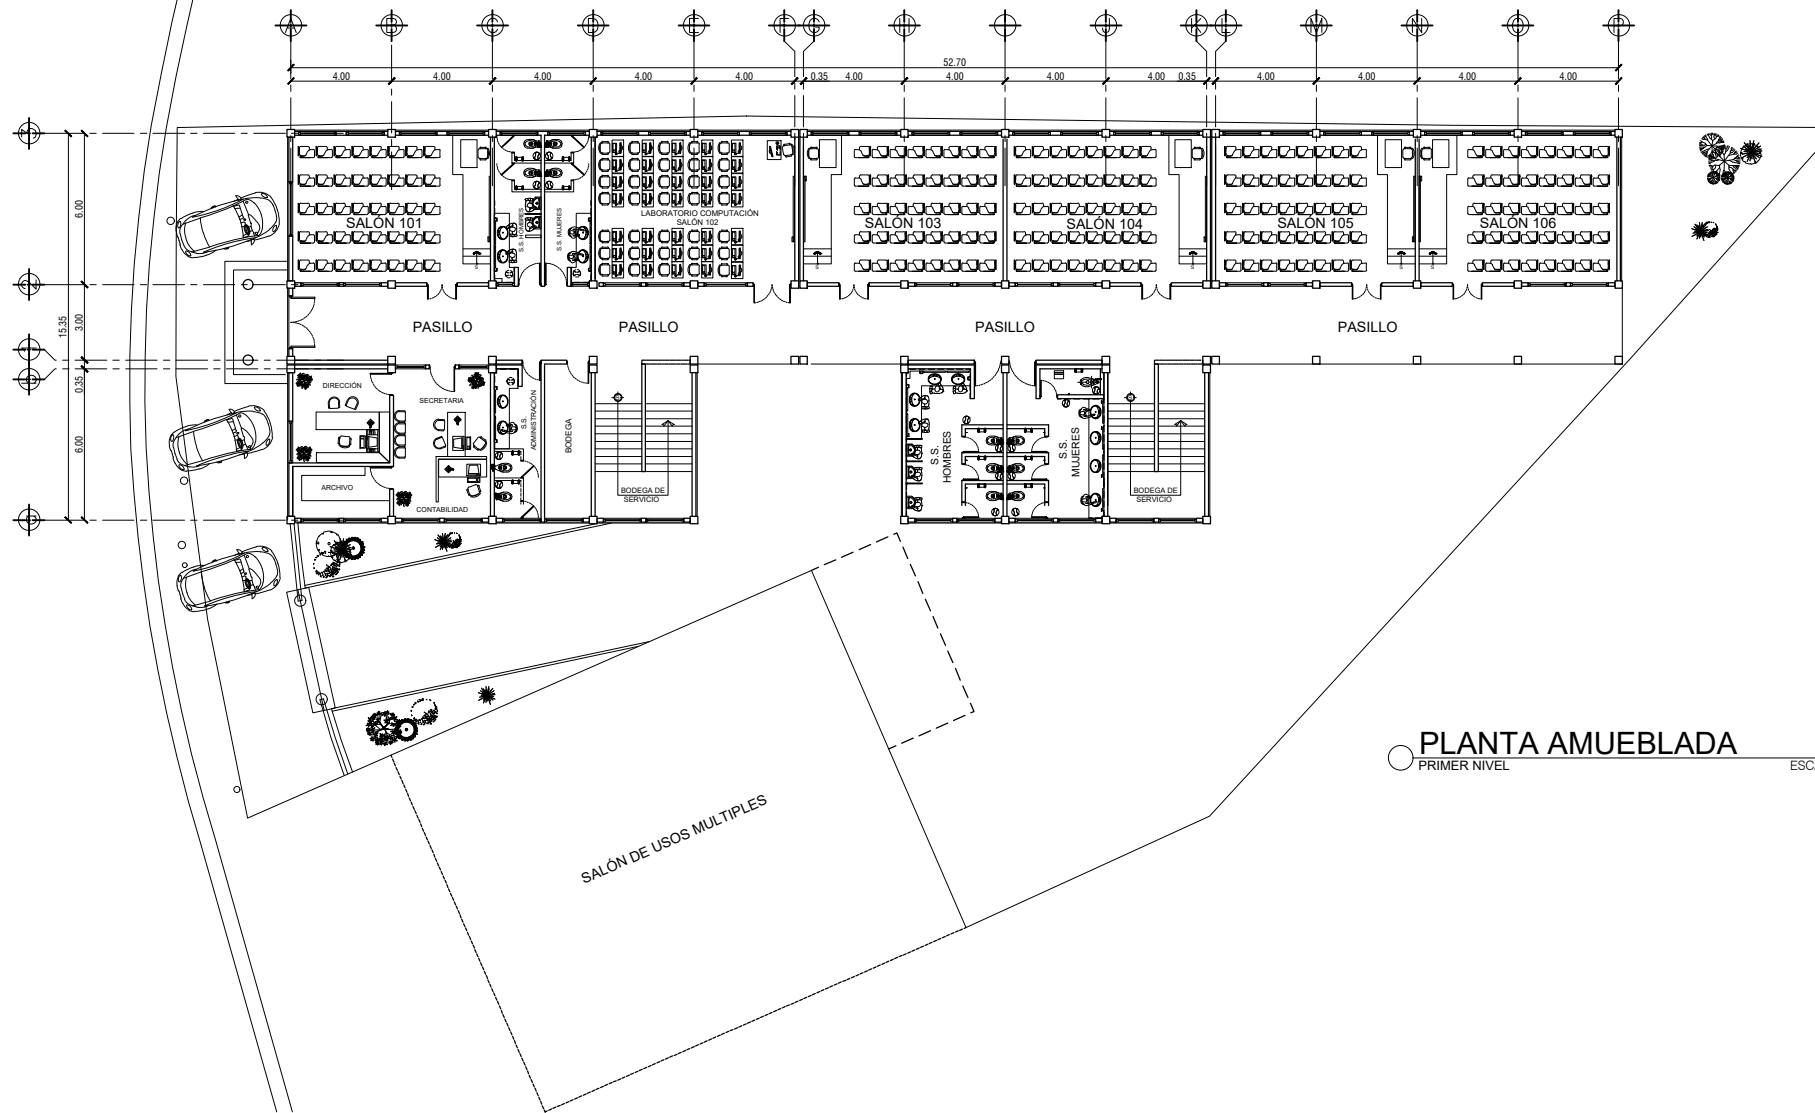 A B C D E F G H I J K L M N O P
52.70
4.00 4.00 4.00 4.00 4.00 0.35 4.00 4.00 4.00 4.00 0.35 4.00 4.00 4.00 4.00
6.00
15.35
3.00
0.35
6.00
SALÓN 101
S.S. HOMBRES
S.S. MUJERES
LABORATORIO COMPUTACIÓN
SALÓN 102
SALÓN 103
SALÓN 104
SALÓN 105
SALÓN 106
PASILLO
PASILLO
PASILLO
PASILLO
DIRECCIÓN
SECRETARIA
ARCHIVO
CONTABILIDAD
S.S.
ADMINISTRACIÓN
BODEGA
BODEGA DE
SERVICIO
S.S.
HOMBRES
S.S.
MUJERES
BODEGA DE
SERVICIO
SALÓN DE USOS MULTIPLES
PLANTA AMUEBLADA
PRIMER NIVEL
ESC